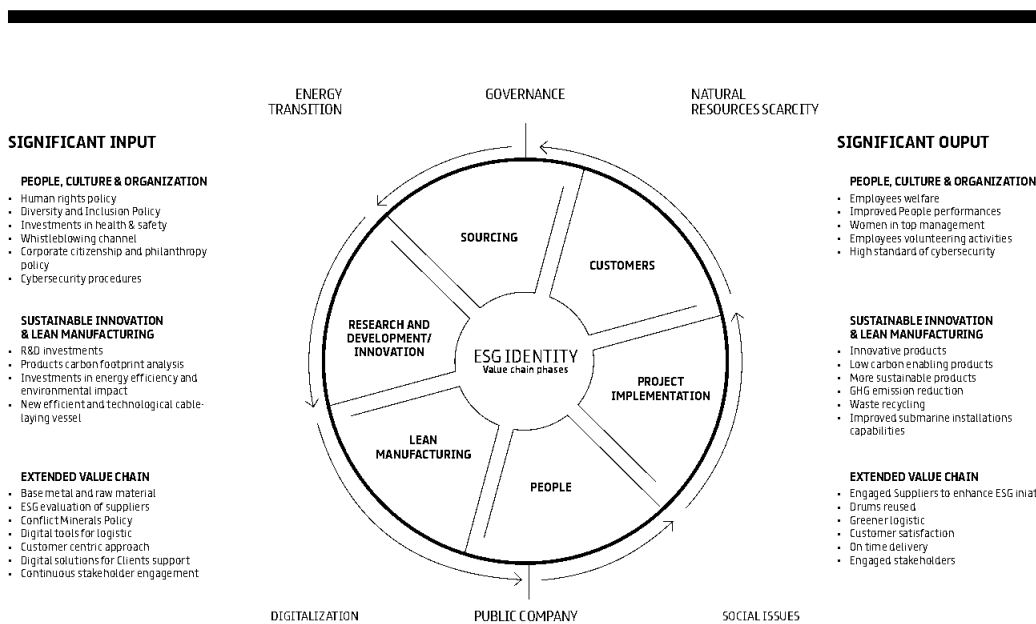 ENERGY
TRANSITION
GOVERNANCE
NATURAL
RESOURCES SCARCITY
SIGNIFICANT INPUT
PEOPLE, CULTURE & ORGANIZATION
▪ Human rights policy
▪ Diversity and Inclusion Policy
▪ Investments in health & safety
▪ Whistleblowing channel
▪ Corporate citizenship and philanthropy
policy
▪ Cybersecurity procedures
SUSTAINABLE INNOVATION
& LEAN MANUFACTURING
▪ R&D investments
▪ Products carbon footprint analysis
▪ Investments in energy efficiency and
environmental impact
▪ New efficient and technological cable-
laying vessel
EXTENDED VALUE CHAIN
▪ Base metal and raw material
▪ ESG evaluation of suppliers
▪ Conflict Minerals Policy
▪ Digital tools for logistic
▪ Customer centric approach
▪ Digital solutions for Clients support
▪ Continuous stakeholder engagement
SOURCING
CUSTOMERS
RESEARCH AND
DEVELOPMENT/
INNOVATION
ESG IDENTITY
Value chain phases
PROJECT
IMPLEMENTATION
LEAN
MANUFACTURING
PEOPLE
SIGNIFICANT OUPUT
PEOPLE, CULTURE & ORGANIZATION
▪ Employees welfare
▪ Improved People performances
▪ Women in top management
▪ Employees volunteering activities
▪ High standard of cybersecurity
SUSTAINABLE INNOVATION
& LEAN MANUFACTURING
▪ Innovative products
▪ Low carbon enabling products
▪ More sustainable products
▪ GHG emission reduction
▪ Waste recycling
▪ Improved submarine installations
capabilities
EXTENDED VALUE CHAIN
▪ Engaged Suppliers to enhance ESG iniat
▪ Drums reused
▪ Greener logistic
▪ Customer satisfaction
▪ On time delivery
▪ Engaged stakeholders
DIGITALIZATION
PUBLIC COMPANY
SOCIAL ISSUES